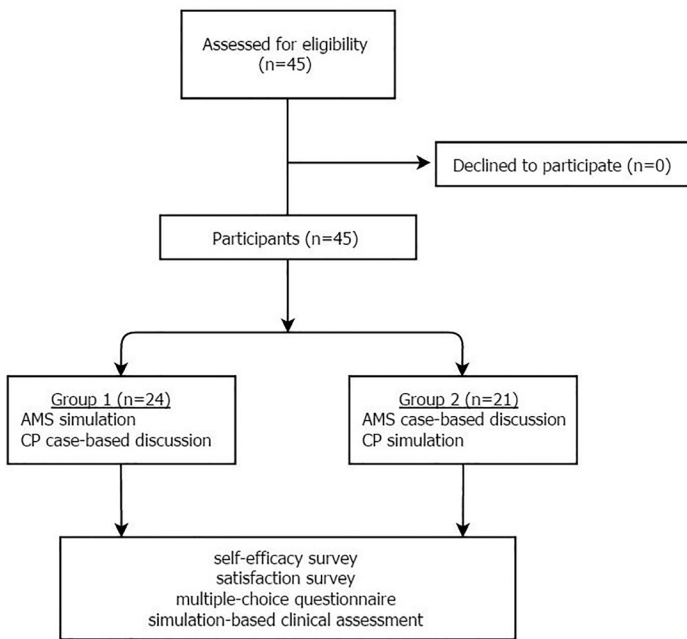 Assessed for eligibility
(n=45)
Declined to participate (n=0)
Participants (n=45)
Group 1 (n=24)
AMS simulation
CP case-based discussion
Group 2 (n=21)
AMS case-based discussion
CP simulation
self-efficacy survey
satisfaction survey
multiple-choice questionnaire
simulation-based clinical assessment